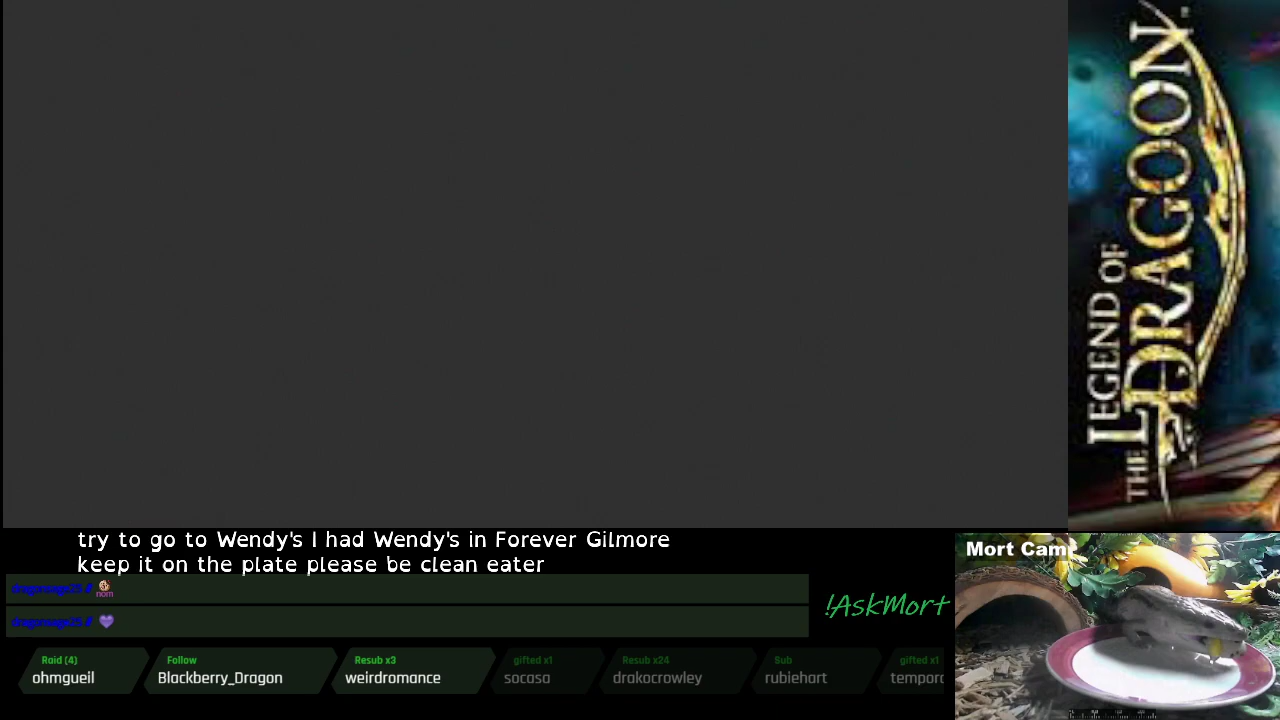 THE LEGEND OF
DRAGOON
try to go to Wendy's I had Wendy's in Forever Gilmore
keep it on the plate please be clean eater
nom
!AskMort
Mort Cam
Raid (4)
ohmgueil
Follow
Blackberry_Dragon
Resub x3
weirdromance
gifted x1
socasa
Resub x24
drakocrowley
Sub
rubiehart
gifted x1